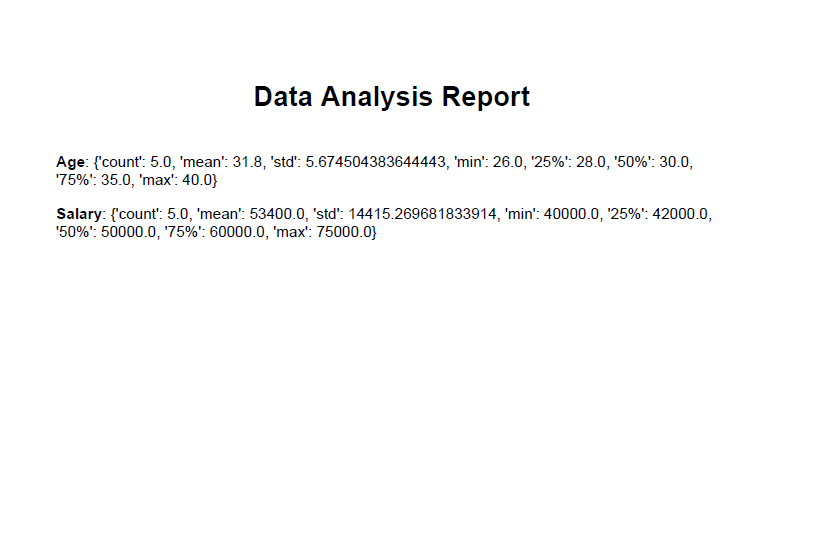 Data Analysis Report
Age: {'count': 5.0, 'mean': 31.8, 'std': 5.674504383644443, 'min': 26.0, '25%': 28.0, '50%': 30.0,
'75%': 35.0, 'max': 40.0}
Salary: {'count': 5.0, 'mean': 53400.0, 'std': 14415.269681833914, 'min': 40000.0, '25%': 42000.0,
'50%': 50000.0, '75%': 60000.0, 'max': 75000.0}